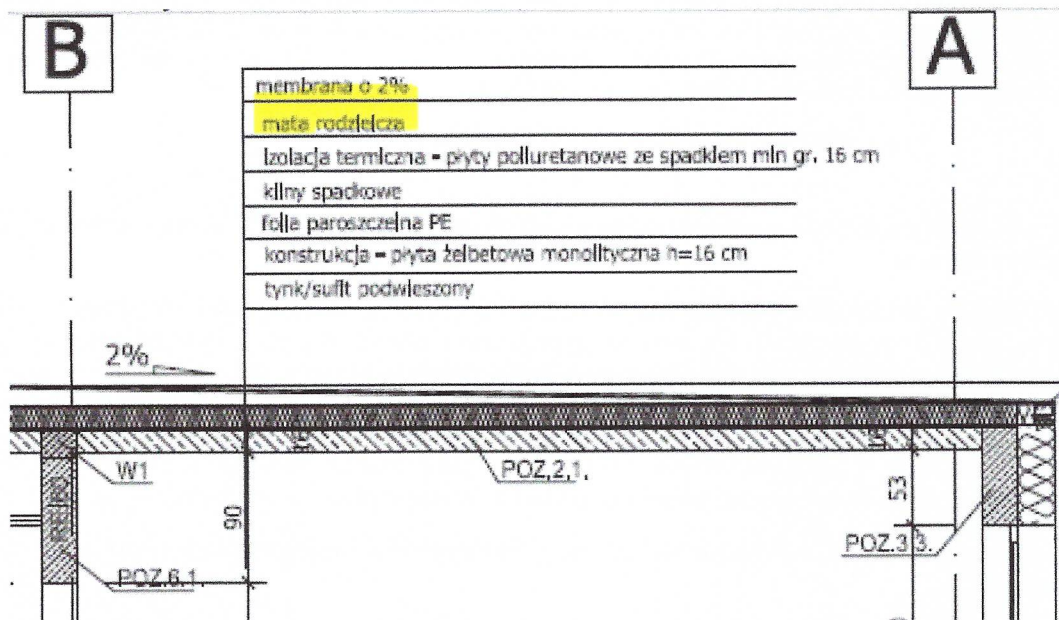 B
A
membrana o 2%
mata rodzielcza
izolacja termiczna - płyty poliuretanowe ze spadkiem min gr. 16 cm
kliny spadkowe
folia paroszczelna PE
konstrukcja - płyta żelbetowa monolityczna h=16 cm
tynk/sufit podwieszony
2%
W1
POZ.2.1.
90
53
POZ.3.3.
POZ.6.1.